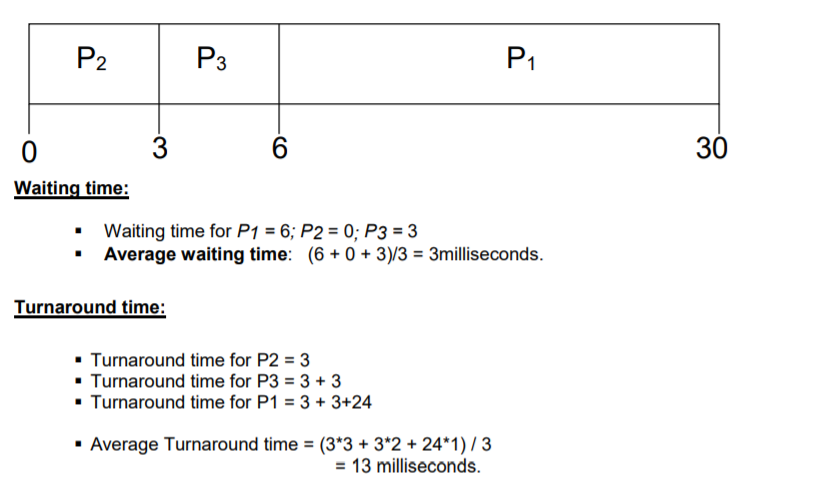 P2 P3 P1
0 3 6 30
Waiting time:
▪ Waiting time for P1 = 6; P2 = 0; P3 = 3
▪ Average waiting time: (6 + 0 + 3)/3 = 3milliseconds.
Turnaround time:
▪ Turnaround time for P2 = 3
▪ Turnaround time for P3 = 3 + 3
▪ Turnaround time for P1 = 3 + 3+24
▪ Average Turnaround time = (3*3 + 3*2 + 24*1) / 3
= 13 milliseconds.